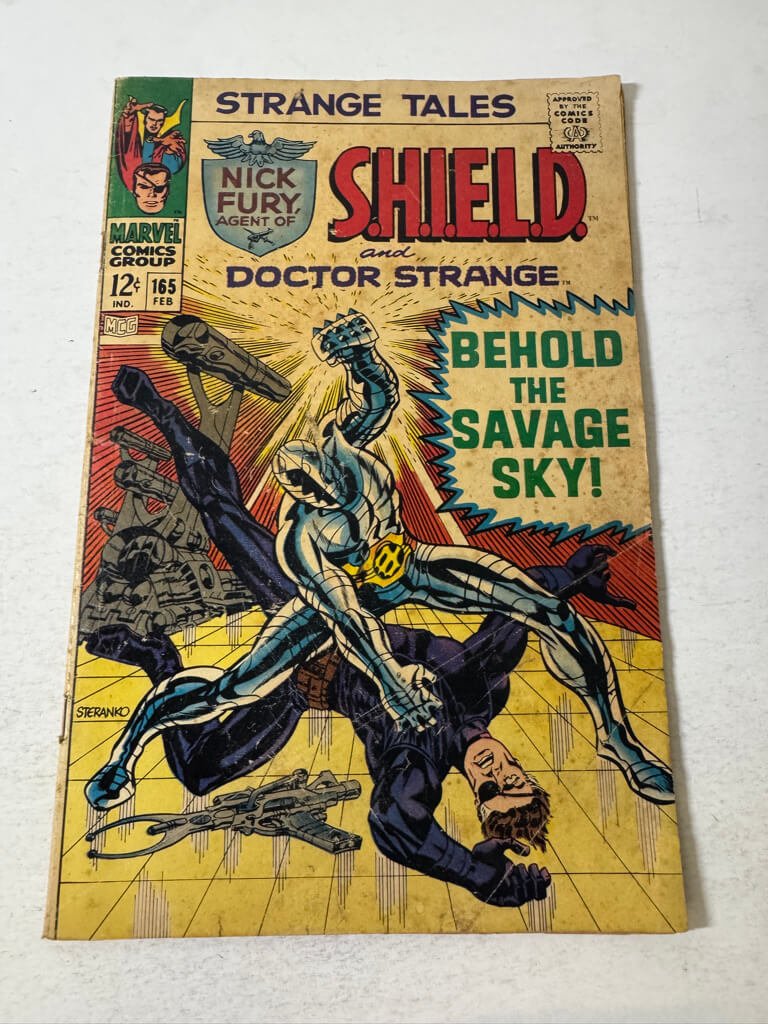 STRANGE TALES
APPROVED
BY THE
COMICS
CODE
CA
AUTHORITY
NICK
FURY,
AGENT OF
S.H.I.E.L.D. TM
and
DOCTOR STRANGE TM
MARVEL
COMICS
GROUP
12¢
IND.
165
FEB
MCG
BEHOLD
THE
SAVAGE
SKY!
STERANKO